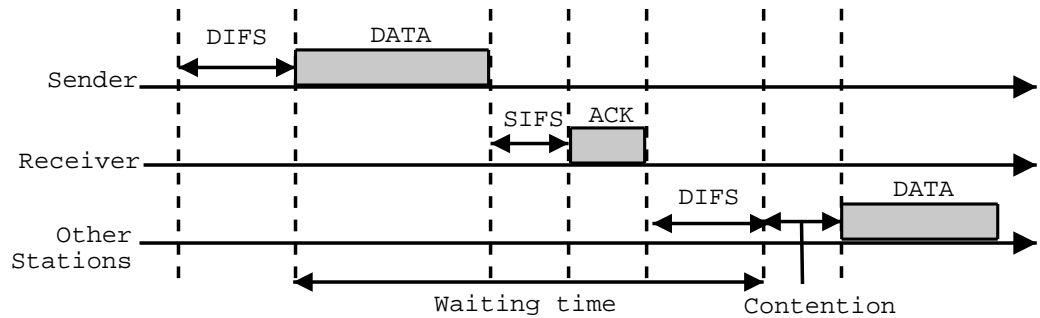 DIFS DATA
Sender
SIFS ACK
Receiver
DIFS DATA
Other
Stations
Waiting time Contention